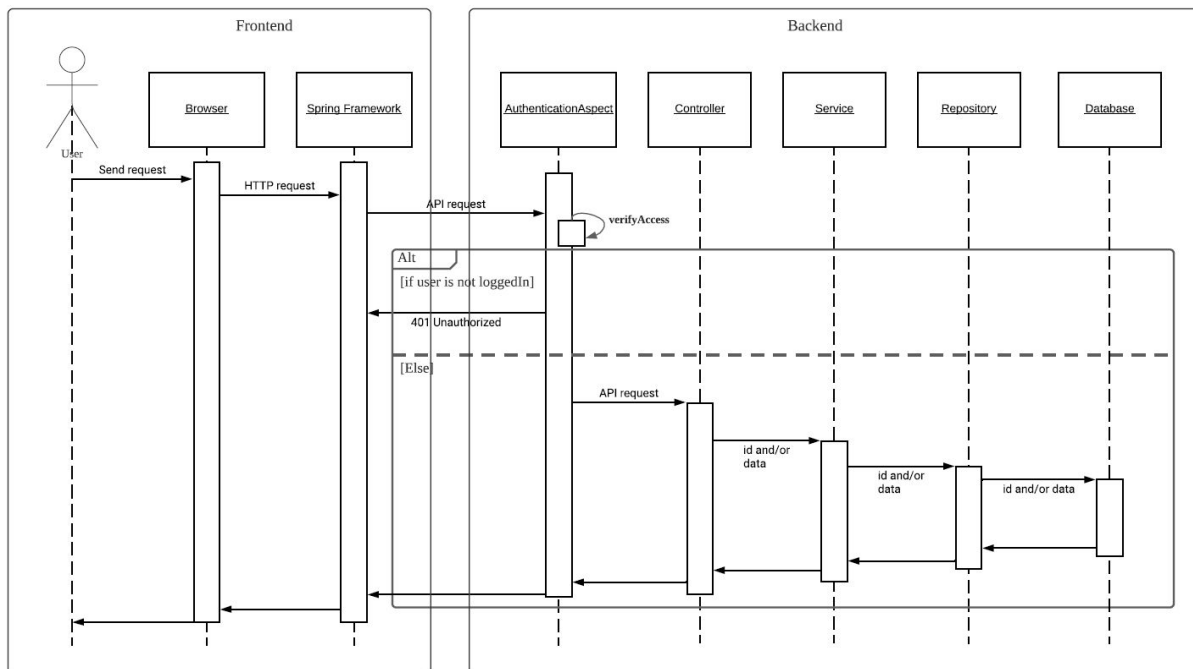 Frontend
Backend
User
Browser
Spring Framework
AuthenticationAspect
Controller
Service
Repository
Database
Send request
HTTP request
API request
verifyAccess
Alt
[if user is not loggedIn]
401 Unauthorized
[Else]
API request
id and/or
data
id and/or
data
id and/or data